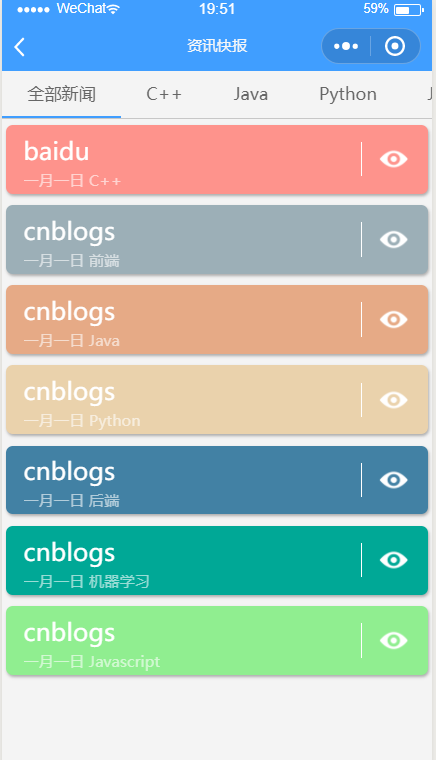 WeChat 19:51 59%
资讯快报
全部新闻 C++ Java Python
baidu
一月一日 C++
cnblogs
一月一日 前端
cnblogs
一月一日 Java
cnblogs
一月一日 Python
cnblogs
一月一日 后端
cnblogs
一月一日 机器学习
cnblogs
一月一日 Javascript